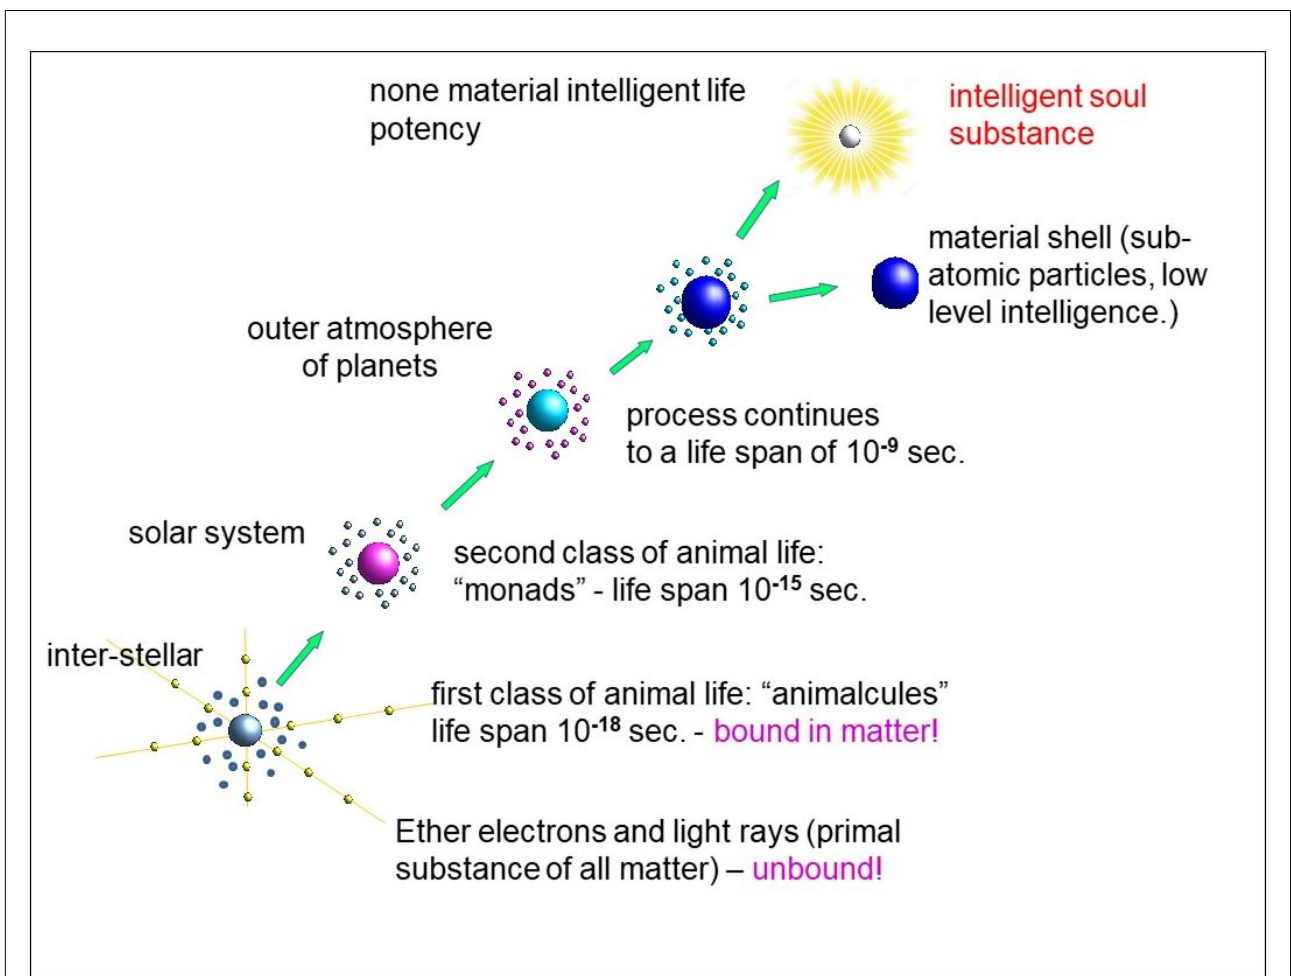 none material intelligent life
potency
intelligent soul
substance
material shell (sub-
atomic particles, low
level intelligence.)
outer atmosphere
of planets
process continues
to a life span of 10⁻⁹ sec.
solar system
second class of animal life:
“monads” - life span 10⁻¹⁵ sec.
inter-stellar
first class of animal life: “animalcules”
life span 10⁻¹⁸ sec. - bound in matter!
Ether electrons and light rays (primal
substance of all matter) – unbound!